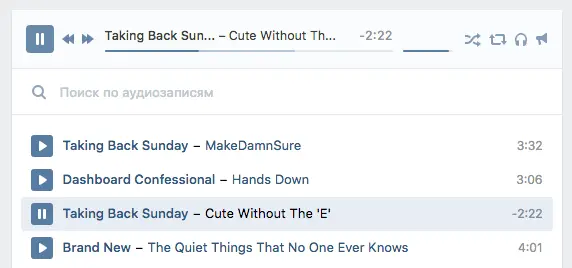 Taking Back Sun... – Cute Without Th... -2:22
Поиск по аудиозаписям
Taking Back Sunday – MakeDamnSure 3:32
Dashboard Confessional – Hands Down 3:06
Taking Back Sunday – Cute Without The 'E' -2:22
Brand New – The Quiet Things That No One Ever Knows 4:01